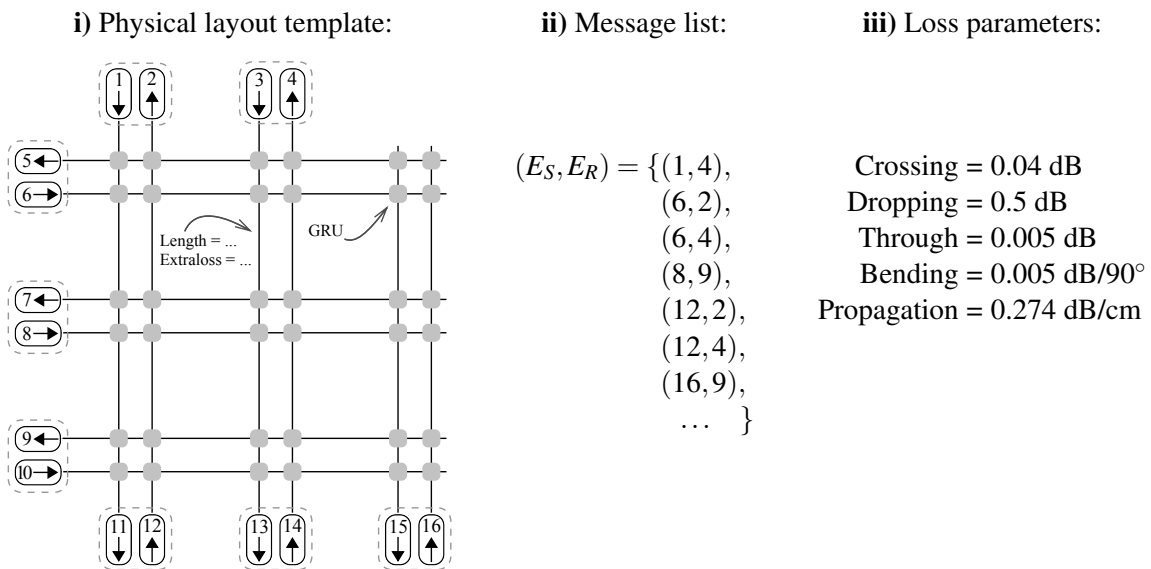 i) Physical layout template:
ii) Message list:
iii) Loss parameters:
1 2 3 4
5
6
Length = ...
Extraloss = ...
GRU
7
8
9
10
11 12 13 14 15 16
(E_S, E_R) = {(1,4),
(6,2),
(6,4),
(8,9),
(12,2),
(12,4),
(16,9),
... }
Crossing = 0.04 dB
Dropping = 0.5 dB
Through = 0.005 dB
Bending = 0.005 dB/90°
Propagation = 0.274 dB/cm